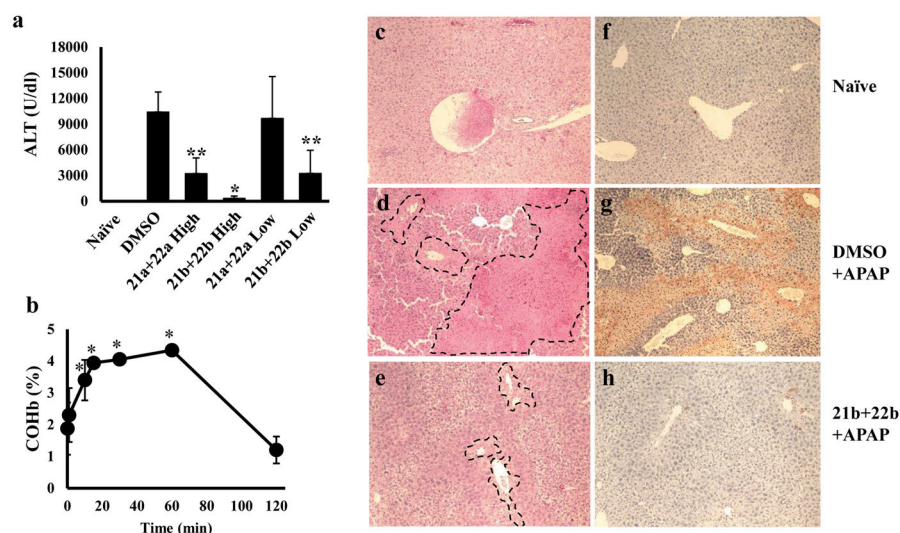 a
18000
15000
12000
9000
6000
3000
0
ALT (U/dl)
**
*
**
Naïve
DMSO
21a+22a High
21b+22b High
21a+22a Low
21b+22b Low
b
5
4
3
2
1
0
COHb (%)
* * * *
0 20 40 60 80 100 120
Time (min)
c
f
Naïve
d
g
DMSO
+APAP
e
h
21b+22b
+APAP